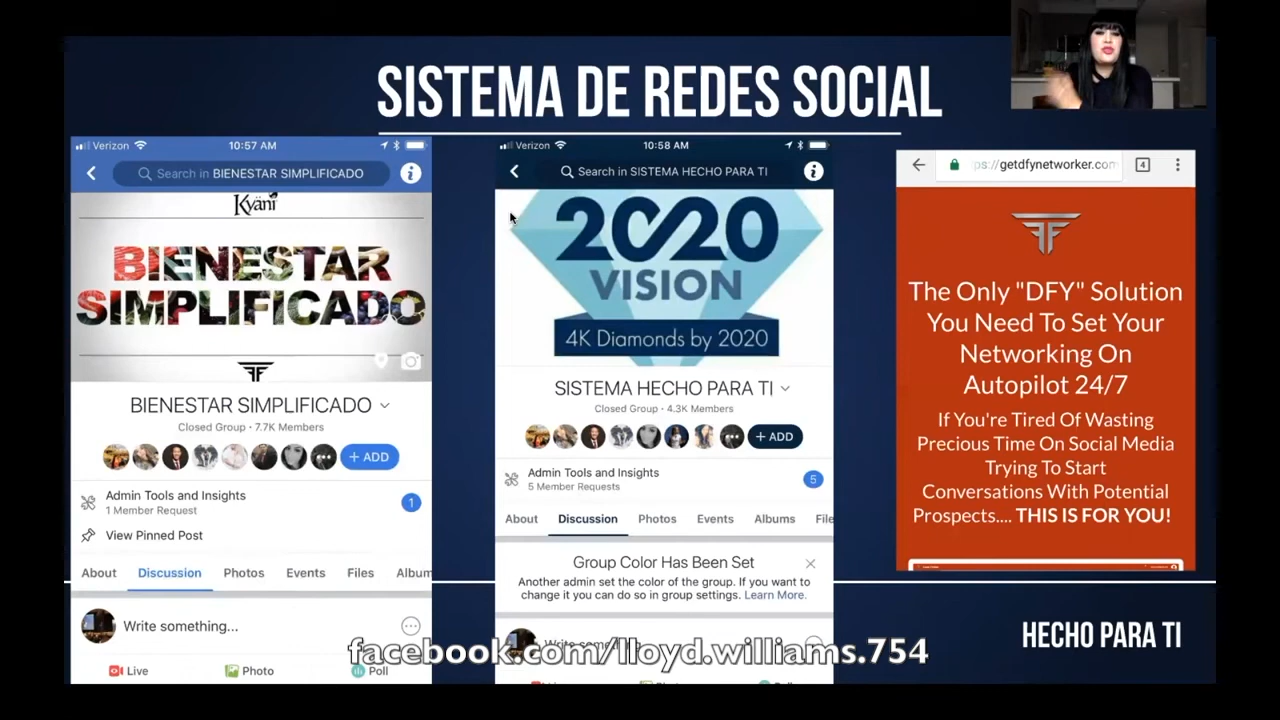 SISTEMA DE REDES SOCIAL
Verizon 10:57 AM
Search in BIENESTAR SIMPLIFICADO
Kyäni
BIENESTAR
SIMPLIFICADO
BIENESTAR SIMPLIFICADO
Closed Group · 7.7K Members
+ ADD
Admin Tools and Insights
1 Member Request
1
View Pinned Post
About Discussion Photos Events Files Album
Write something...
Live Photo Poll
Verizon 10:58 AM
Search in SISTEMA HECHO PARA TI
2020
VISION
4K Diamonds by 2020
SISTEMA HECHO PARA TI
Closed Group · 4.3K Members
+ ADD
Admin Tools and Insights
5 Member Requests
5
About Discussion Photos Events Albums File
Group Color Has Been Set
Another admin set the color of the group. If you want to
change it you can do so in group settings. Learn More.
ps://getdfynetworker.com
4
The Only "DFY" Solution
You Need To Set Your
Networking On
Autopilot 24/7
If You're Tired Of Wasting
Precious Time On Social Media
Trying To Start
Conversations With Potential
Prospects.... THIS IS FOR YOU!
HECHO PARA TI
facebook.com/lloyd.williams.754